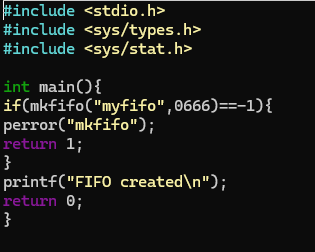 #include <stdio.h>
#include <sys/types.h>
#include <sys/stat.h>

int main(){
if(mkfifo("myfifo",0666)==-1){
perror("mkfifo");
return 1;
}
printf("FIFO created\n");
return 0;
}